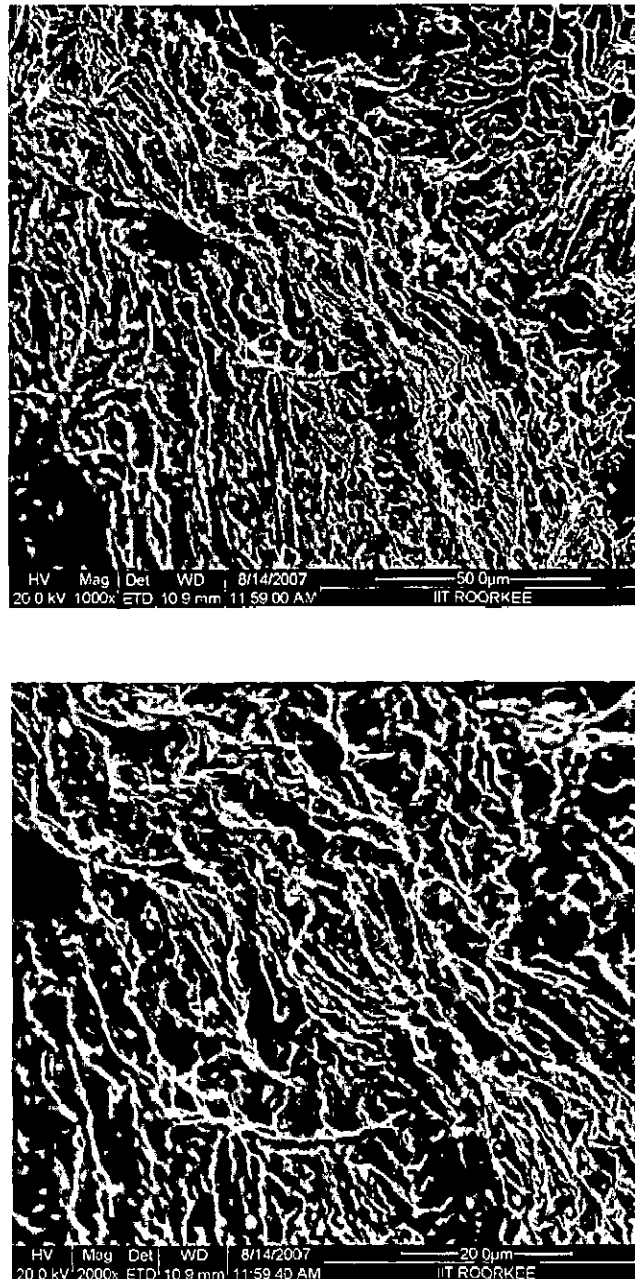 HV Mag Det WD 8/14/2007 50.0µm
20.0 kV 1000x ETD 10.9 mm 11:59:00 AM IIT ROORKEE
HV Mag Det WD 8/14/2007 20.0µm
20.0 kV 2000x ETD 10.9 mm 11:59:40 AM IIT ROORKEE